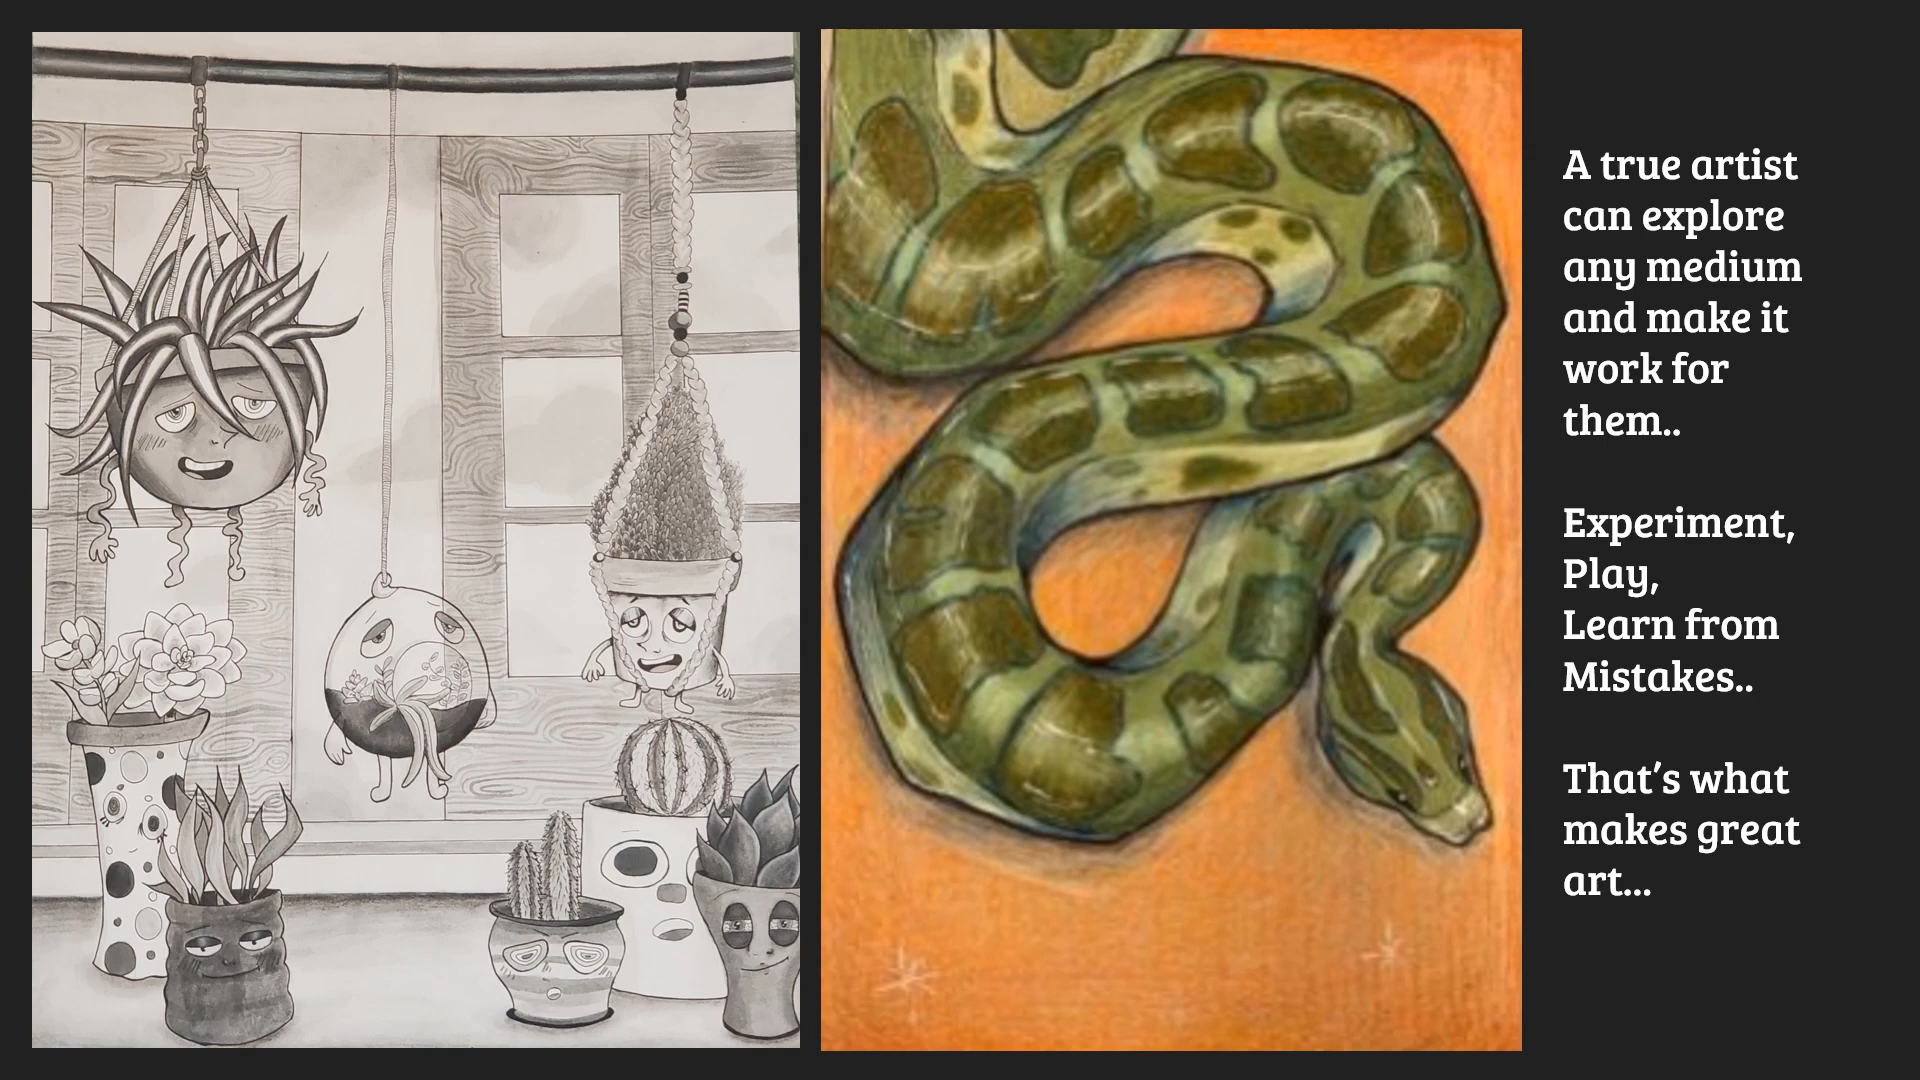 A true artist
can explore
any medium
and make it
work for
them..
Experiment,
Play,
Learn from
Mistakes..
That's what
makes great
art...